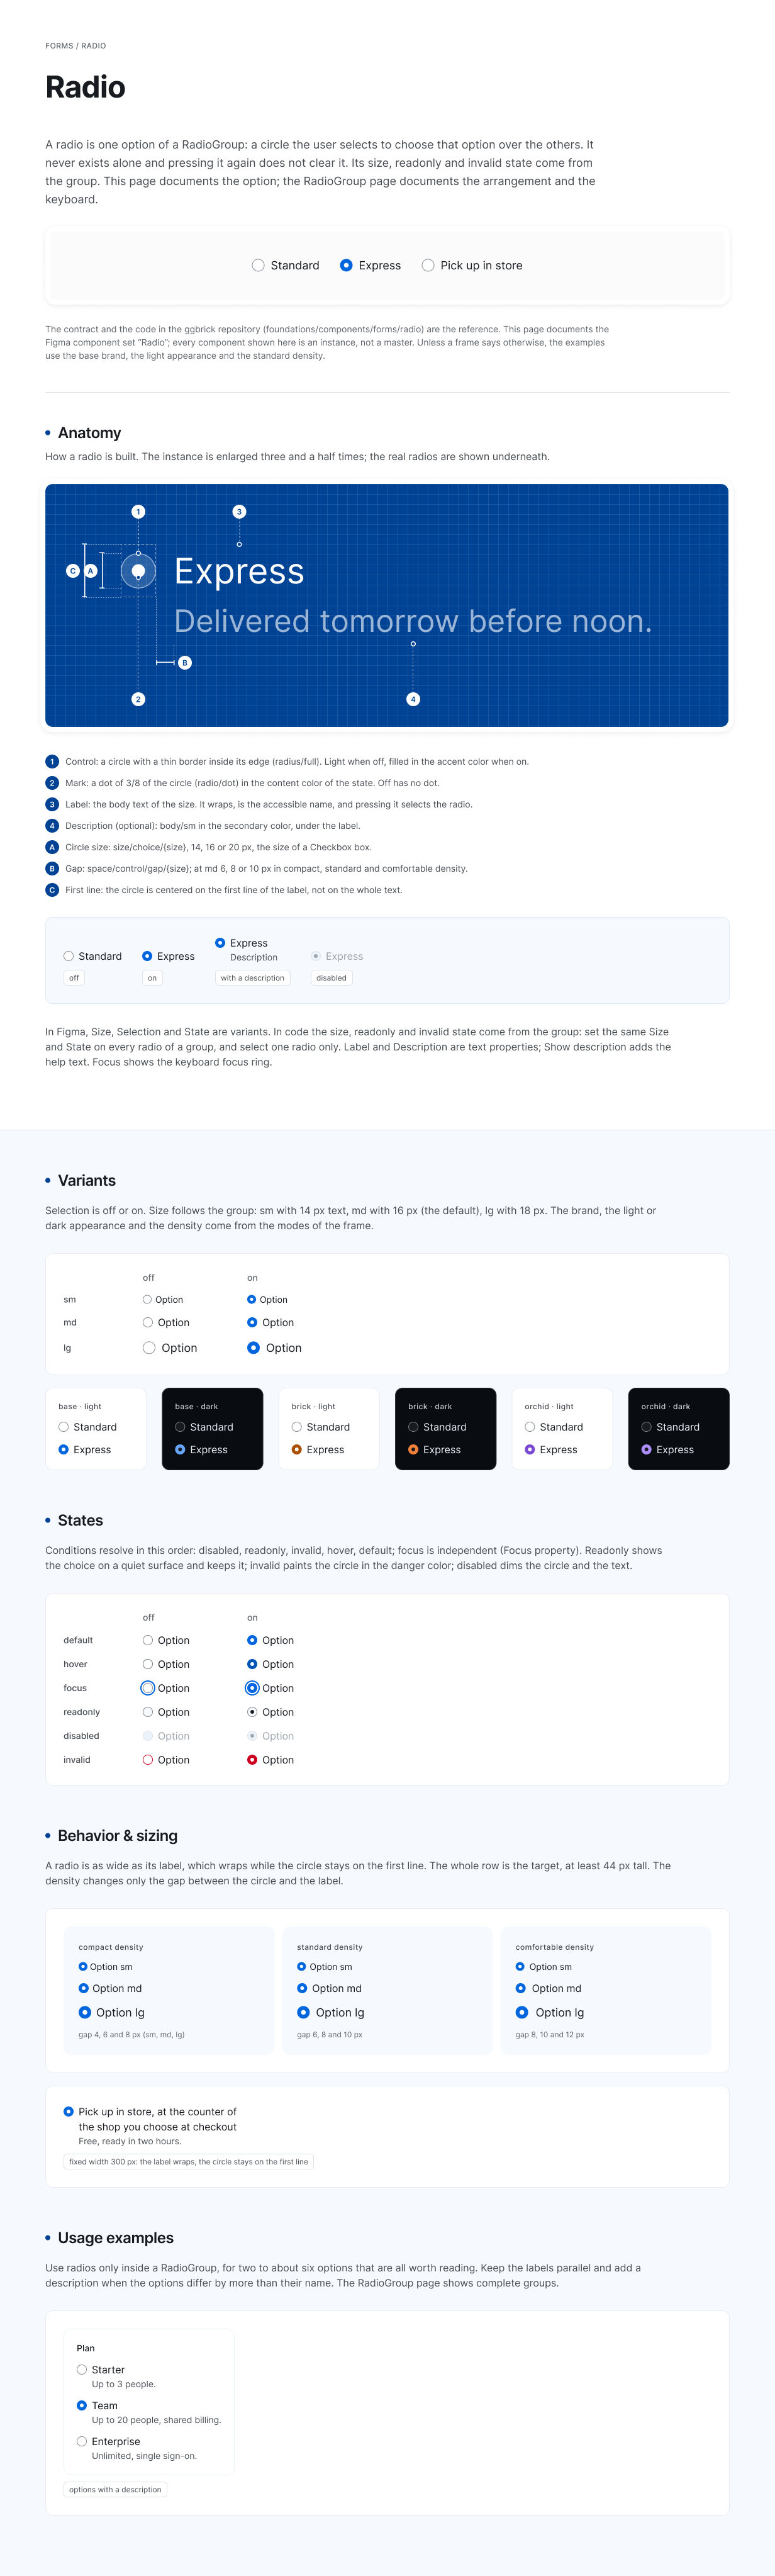 FORMS / RADIO
Radio
A radio is one option of a RadioGroup: a circle the user selects to choose that option over the others. It
never exists alone and pressing it again does not clear it. Its size, readonly and invalid state come from
the group. This page documents the option; the RadioGroup page documents the arrangement and the
keyboard.
Standard Express Pick up in store
The contract and the code in the ggbrick repository (foundations/components/forms/radio) are the reference. This page documents the
Figma component set “Radio”; every component shown here is an instance, not a master. Unless a frame says otherwise, the examples
use the base brand, the light appearance and the standard density.
Anatomy
How a radio is built. The instance is enlarged three and a half times; the real radios are shown underneath.
1 3
C A Express
Delivered tomorrow before noon.
B
2 4
1 Control: a circle with a thin border inside its edge (radius/full). Light when off, filled in the accent color when on.
2 Mark: a dot of 3/8 of the circle (radio/dot) in the content color of the state. Off has no dot.
3 Label: the body text of the size. It wraps, is the accessible name, and pressing it selects the radio.
4 Description (optional): body/sm in the secondary color, under the label.
A Circle size: size/choice/{size}, 14, 16 or 20 px, the size of a Checkbox box.
B Gap: space/control/gap/{size}; at md 6, 8 or 10 px in compact, standard and comfortable density.
C First line: the circle is centered on the first line of the label, not on the whole text.
Standard Express Express Express
Description
off on with a description disabled
In Figma, Size, Selection and State are variants. In code the size, readonly and invalid state come from the group: set the same Size
and State on every radio of a group, and select one radio only. Label and Description are text properties; Show description adds the
help text. Focus shows the keyboard focus ring.
Variants
Selection is off or on. Size follows the group: sm with 14 px text, md with 16 px (the default), lg with 18 px. The brand, the light or
dark appearance and the density come from the modes of the frame.
off on
sm Option Option
md Option Option
lg Option Option
base · light base · dark brick · light brick · dark orchid · light orchid · dark
Standard Standard Standard Standard Standard Standard
Express Express Express Express Express Express
States
Conditions resolve in this order: disabled, readonly, invalid, hover, default; focus is independent (Focus property). Readonly shows
the choice on a quiet surface and keeps it; invalid paints the circle in the danger color; disabled dims the circle and the text.
off on
default Option Option
hover Option Option
focus Option Option
readonly Option Option
disabled Option Option
invalid Option Option
Behavior & sizing
A radio is as wide as its label, which wraps while the circle stays on the first line. The whole row is the target, at least 44 px tall. The
density changes only the gap between the circle and the label.
compact density standard density comfortable density
Option sm Option sm Option sm
Option md Option md Option md
Option lg Option lg Option lg
gap 4, 6 and 8 px (sm, md, lg) gap 6, 8 and 10 px gap 8, 10 and 12 px
Pick up in store, at the counter of
the shop you choose at checkout
Free, ready in two hours.
fixed width 300 px: the label wraps, the circle stays on the first line
Usage examples
Use radios only inside a RadioGroup, for two to about six options that are all worth reading. Keep the labels parallel and add a
description when the options differ by more than their name. The RadioGroup page shows complete groups.
Plan
Starter
Up to 3 people.
Team
Up to 20 people, shared billing.
Enterprise
Unlimited, single sign-on.
options with a description